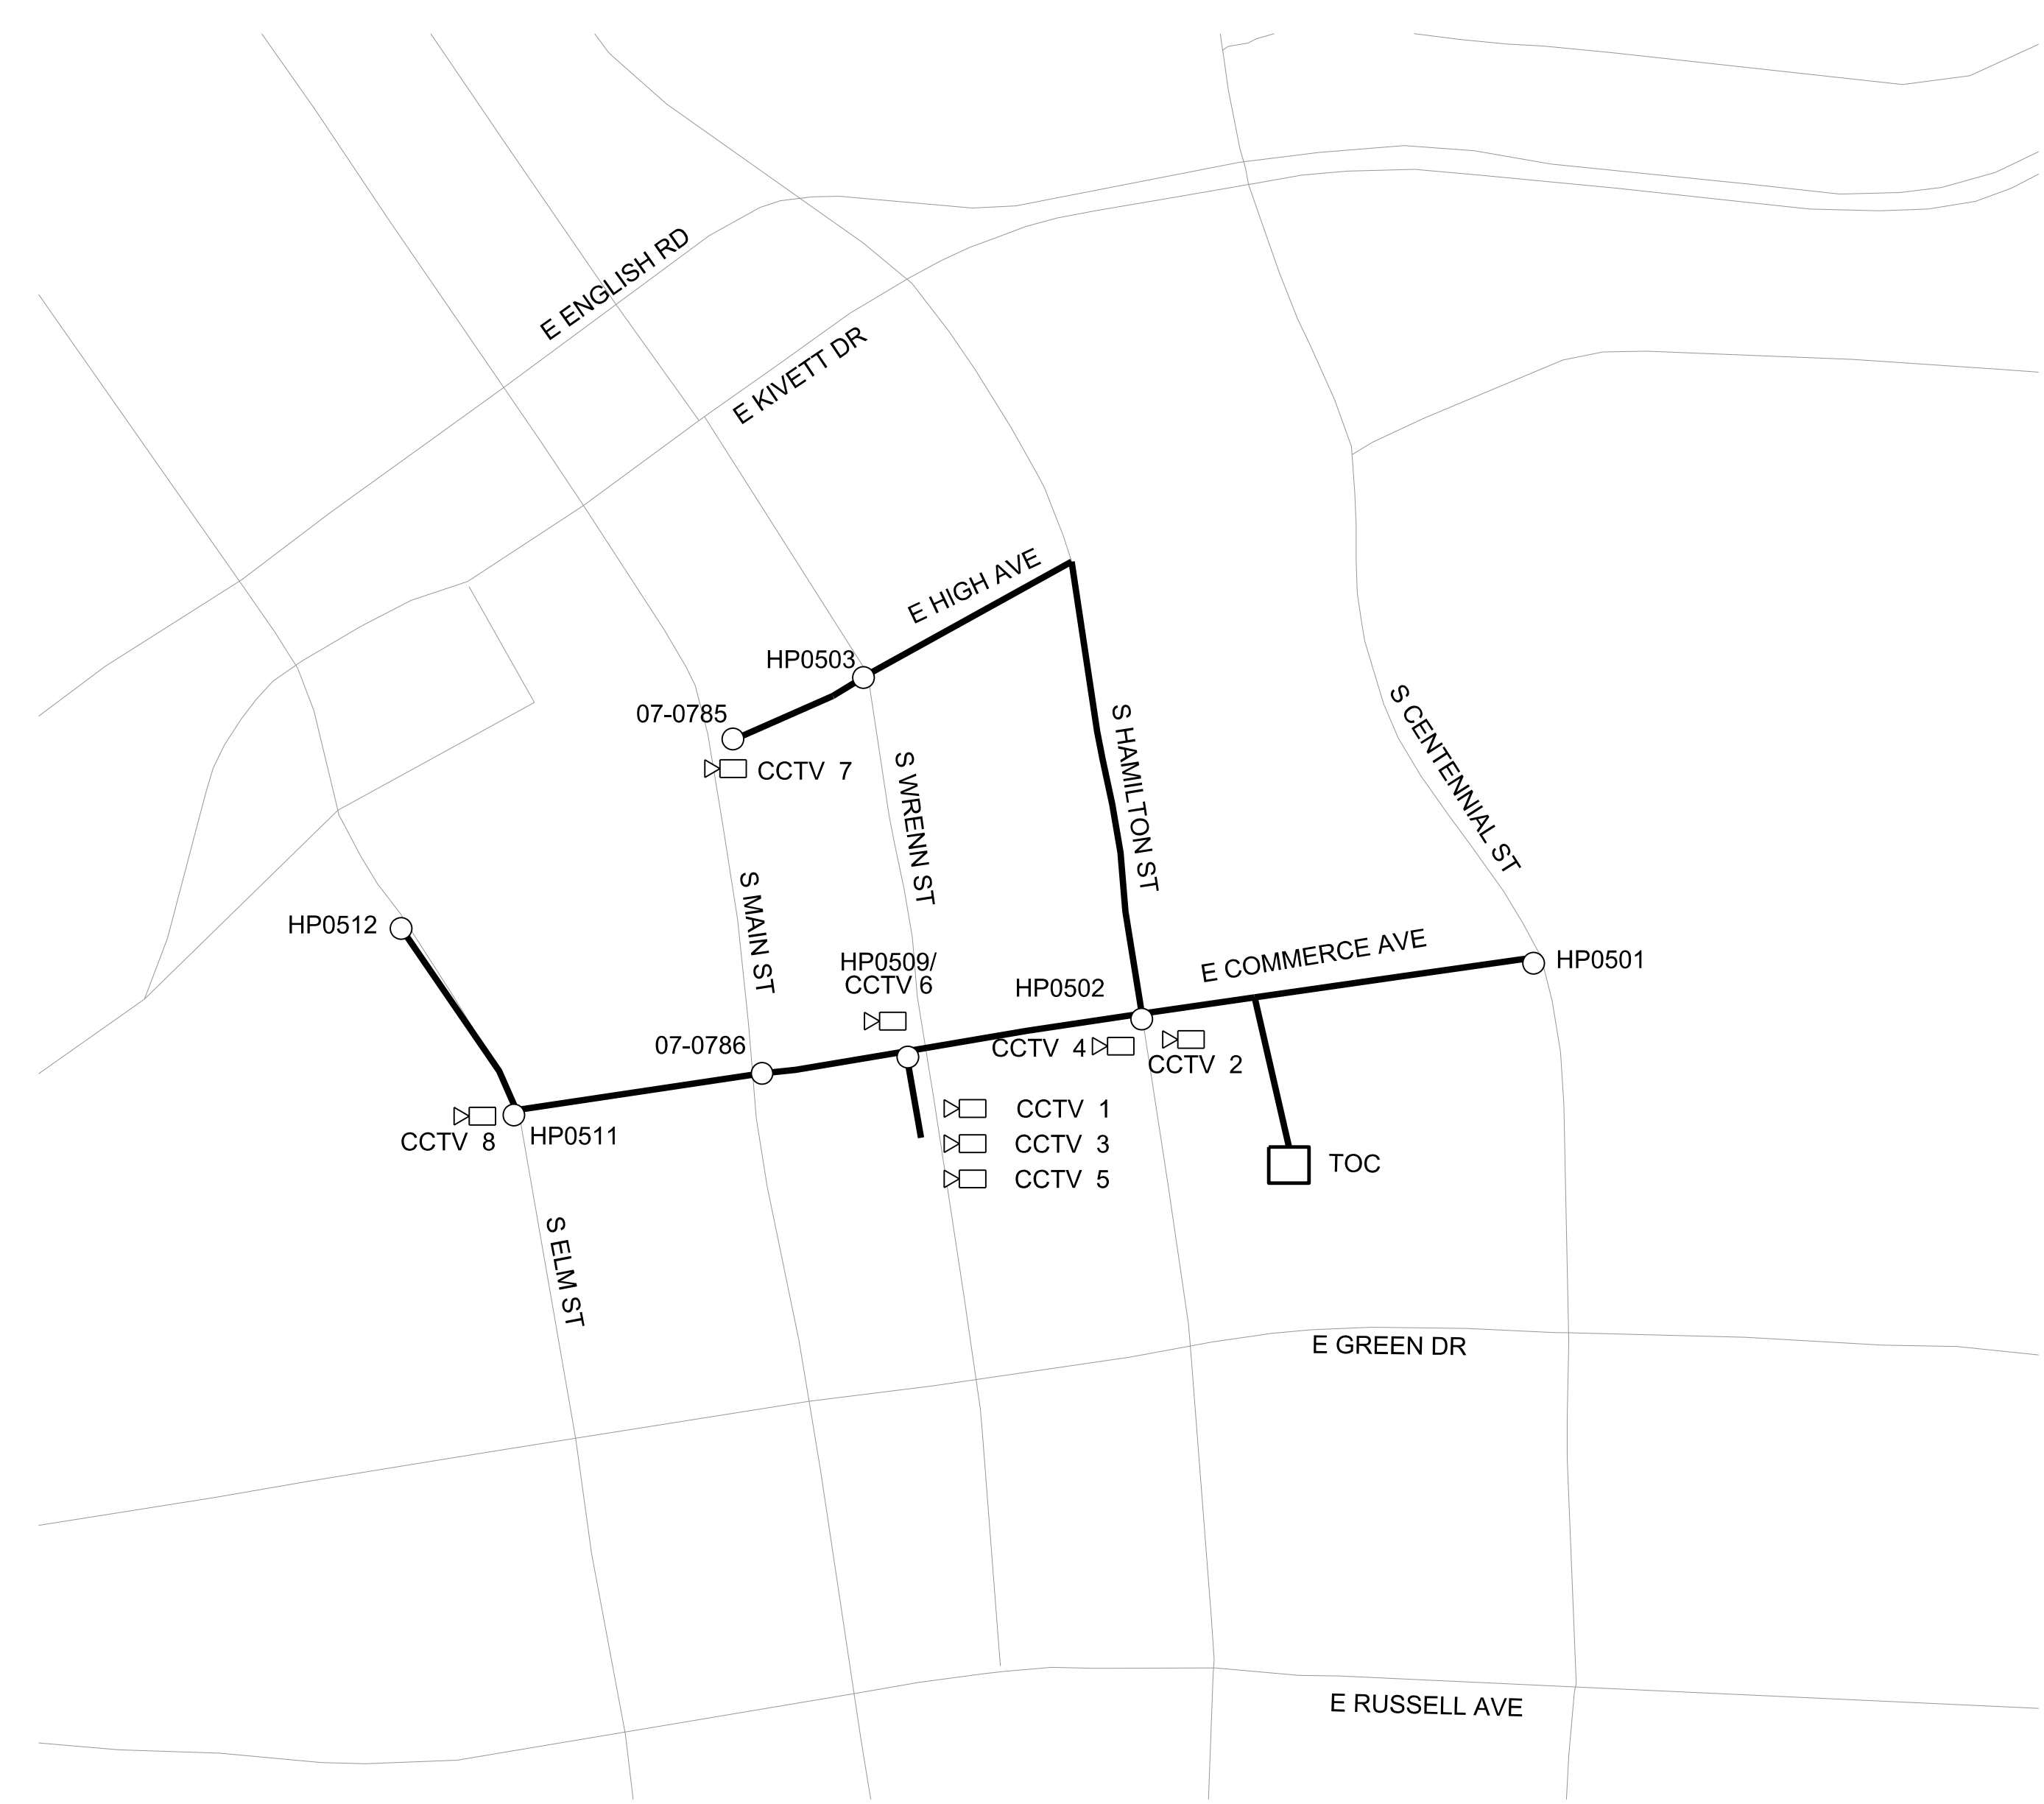 E ENGLISH RD
E KIVETT DR
E HIGH AVE
HP0503
07-0785
CCTV 7
S HAMILTON ST
S CENTENNIAL ST
S WRENN ST
S MAIN ST
HP0512
HP0509/
CCTV 6
HP0502
E COMMERCE AVE
HP0501
07-0786
CCTV 4
CCTV 2
CCTV 1
CCTV 3
CCTV 5
CCTV 8
HP0511
TOC
S ELM ST
E GREEN DR
E RUSSELL AVE